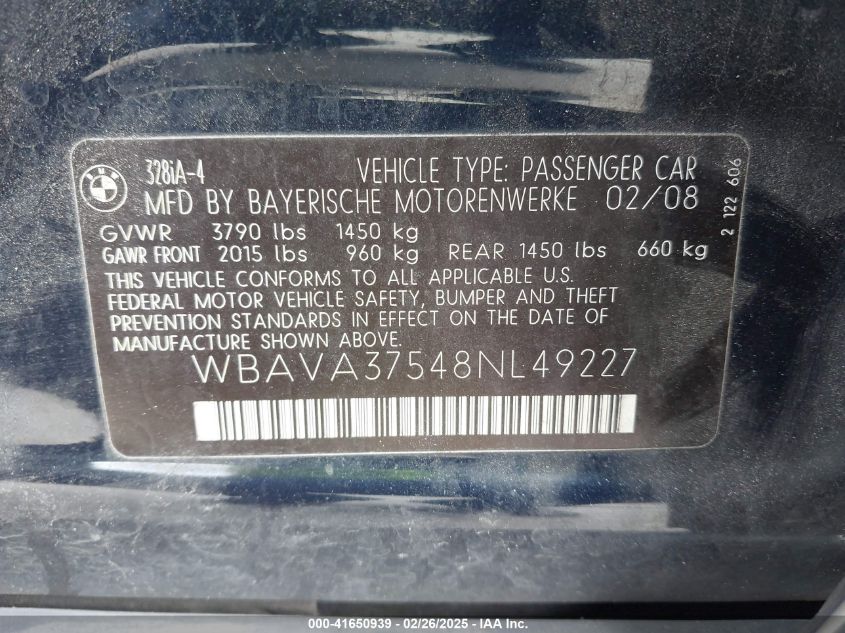 BMW
328iA-4 VEHICLE TYPE: PASSENGER CAR
MFD BY BAYERISCHE MOTORENWERKE 02/08
GVWR 3790 lbs 1450 kg
GAWR FRONT 2015 lbs 960 kg REAR 1450 lbs 660 kg
THIS VEHICLE CONFORMS TO ALL APPLICABLE U.S.
FEDERAL MOTOR VEHICLE SAFETY, BUMPER AND THEFT
PREVENTION STANDARDS IN EFFECT ON THE DATE OF
MANUFACTURE SHOWN ABOVE.
WBAVA37548NL49227
2 122 606
000-41650939 - 02/26/2025 - IAA Inc.